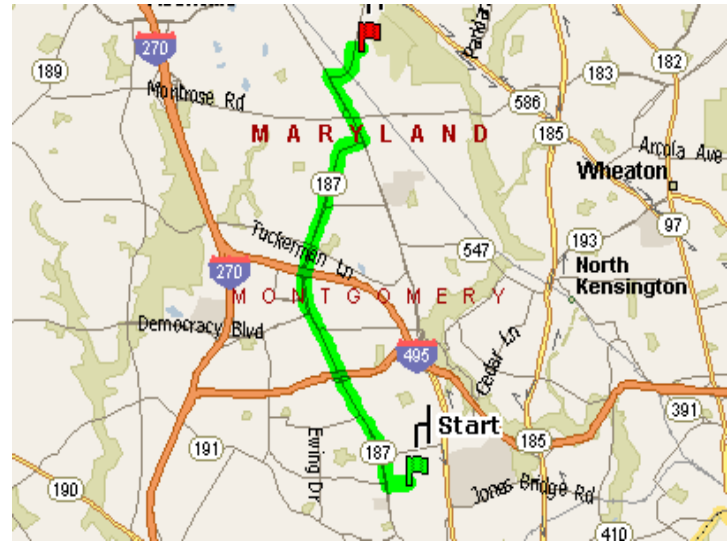 270
189
Montrose Rd
182
183
586
185
MARYLAND
Arcola Ave
Wheaton
187
97
Tuckerman Ln
193
547
270
North
Kensington
MONTGOMERY
Democracy Blvd
495
Cedar Ln
391
Start
185
191
187
Ewing Dr
190
Jones Bridge Rd
410